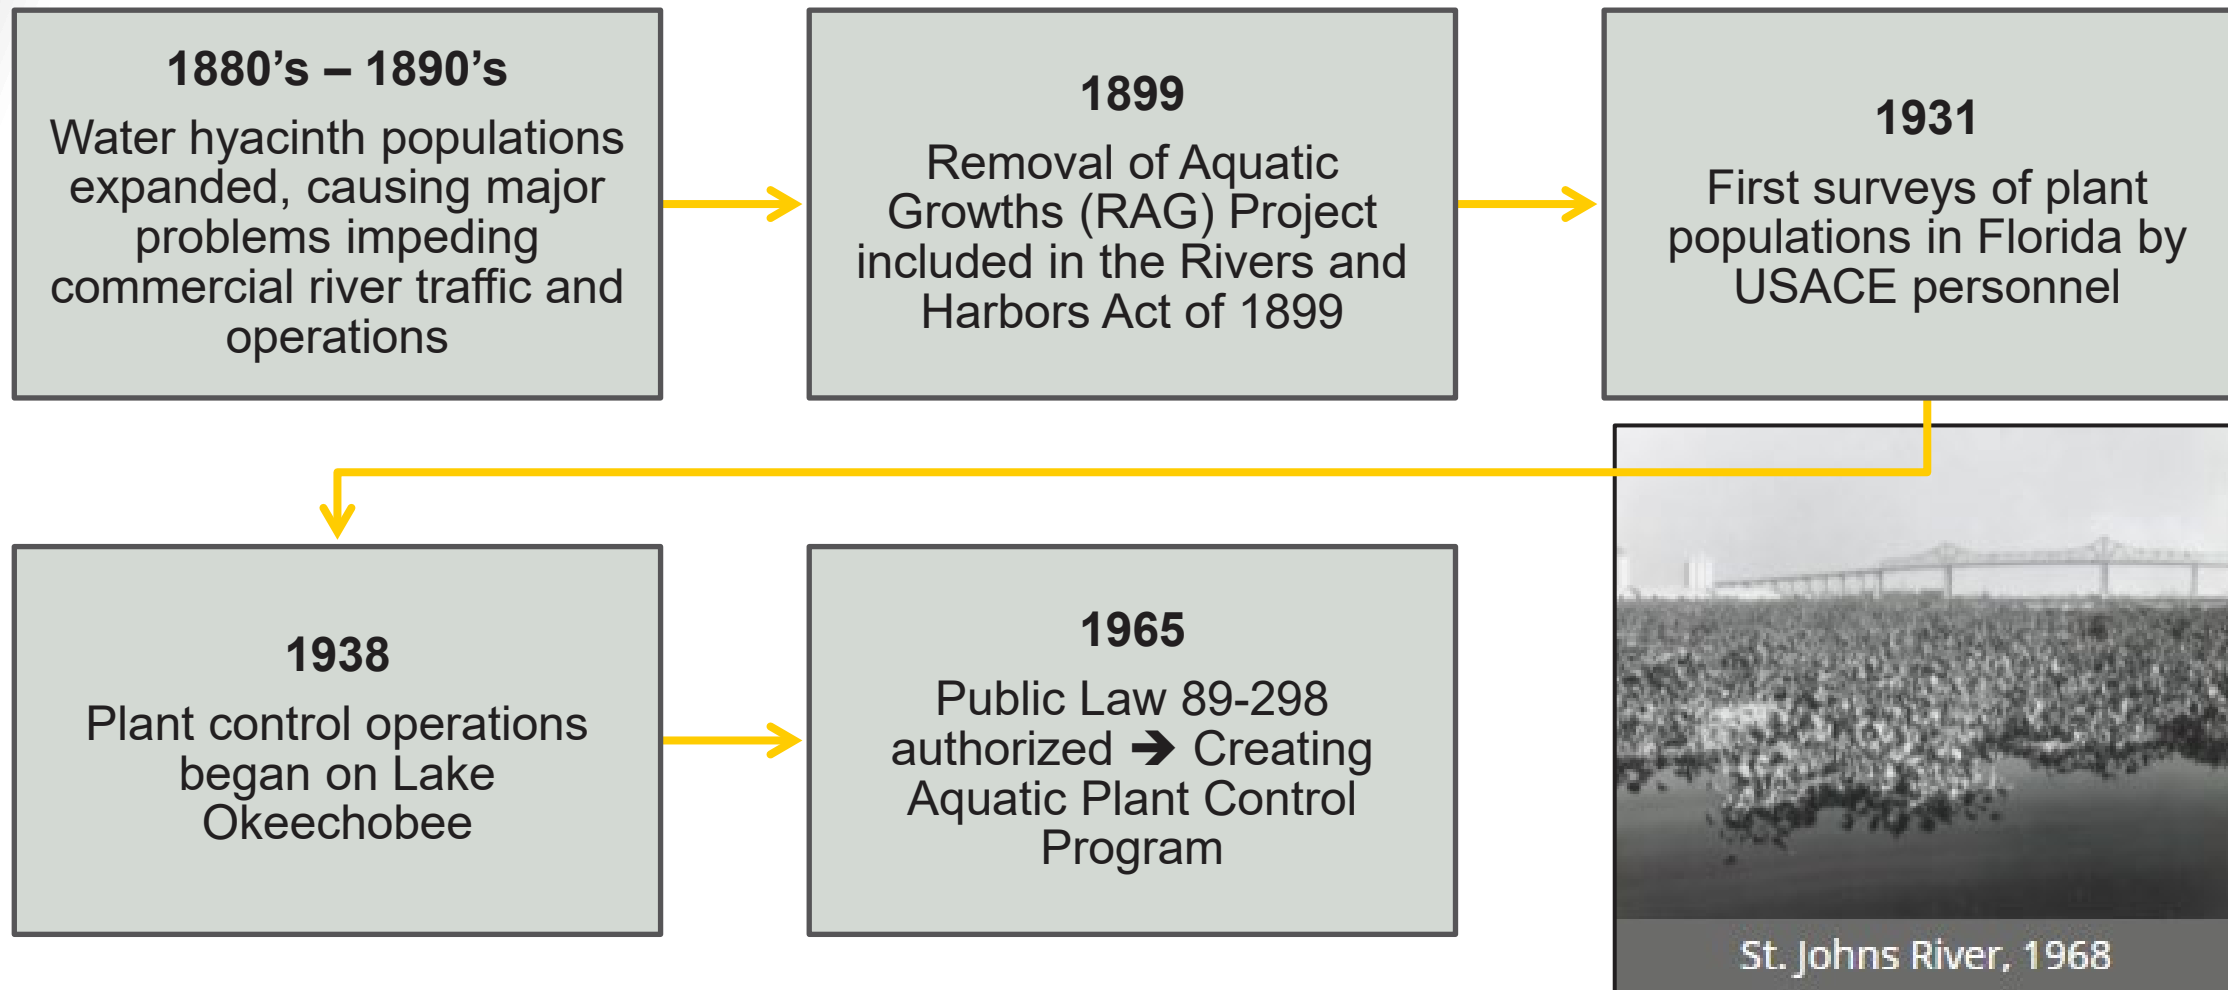 1880’s – 1890’s
Water hyacinth populations
expanded, causing major
problems impeding
commercial river traffic and
operations
1899
Removal of Aquatic
Growths (RAG) Project
included in the Rivers and
Harbors Act of 1899
1931
First surveys of plant
populations in Florida by
USACE personnel
1938
Plant control operations
began on Lake
Okeechobee
1965
Public Law 89-298
authorized ➔ Creating
Aquatic Plant Control
Program
St. Johns River, 1968